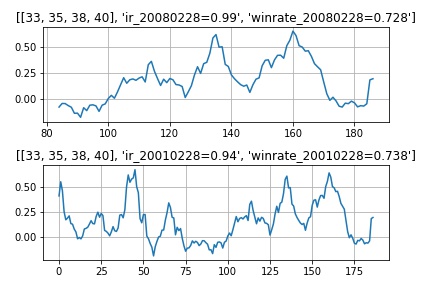 [[33, 35, 38, 40], 'ir_20080228=0.99', 'winrate_20080228=0.728']
0.50
0.25
0.00
80 100 120 140 160 180
[[33, 35, 38, 40], 'ir_20010228=0.94', 'winrate_20010228=0.738']
0.50
0.25
0.00
0 25 50 75 100 125 150 175